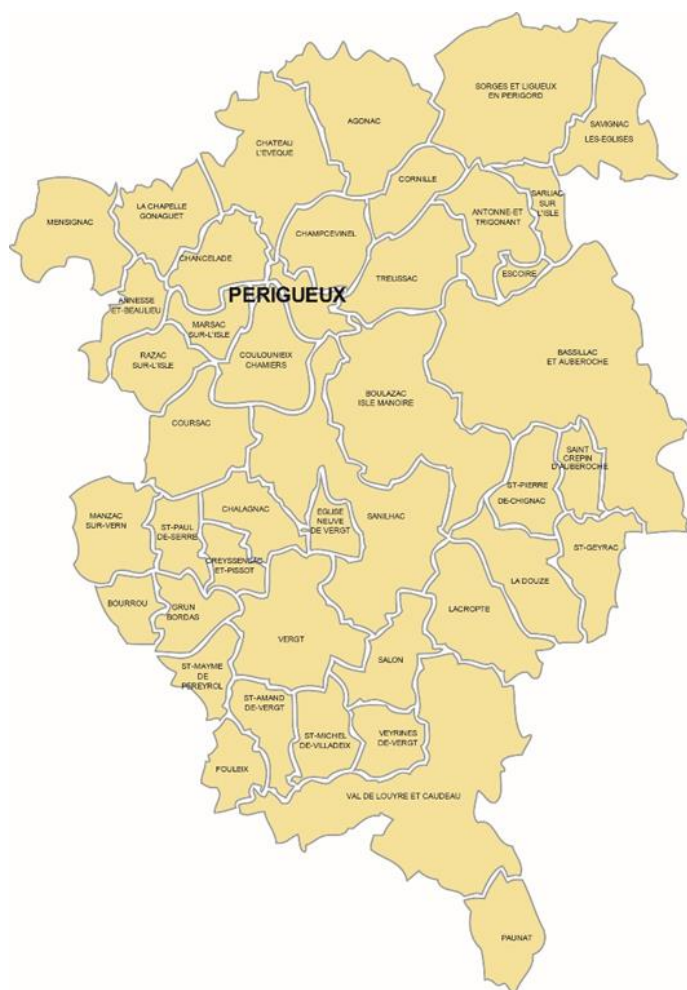 SORGES ET LIGUEUX
EN PERIGORD
AGONAC
SAVIGNAC
LES-EGLISES
CHATEAU
L'EVEQUE
CORNILLE
SARLIAC
SUR
L'ISLE
LA CHAPELLE
GONAGUET
MENSIGNAC
ANTONNE-ET
TRIGONANT
CHAMPCEVINEL
CHANCELADE
TRELISSAC
ESCOIRE
PERIGUEUX
ANNESSE
ET-BEAULIEU
MARSAC
SUR-L'ISLE
RAZAC
SUR-L'ISLE
COULOUNIEIX
CHAMIERS
BASSILLAC
ET AUBEROCHE
BOULAZAC
ISLE MANOIRE
COURSAC
SAINT
CREPIN
D'AUBEROCHE
ST-PIERRE
DE-CHIGNAC
CHALAGNAC
EGLISE
NEUVE
DE VERGT
SANILHAC
MANZAC
SUR-VERN
ST-PAUL
DE-SERRE
ST-GEYRAC
CREYSSENSAC
ET-PISSOT
LA DOUZE
BOURROU
GRUN
BORDAS
LACROPTE
VERGT
SALON
ST-MAYME
DE
PEREYROL
ST-AMAND
DE-VERGT
ST-MICHEL
DE-VILLADEIX
VEYRINES
DE-VERGT
FOULEIX
VAL DE LOUYRE ET CAUDEAU
PAUNAT